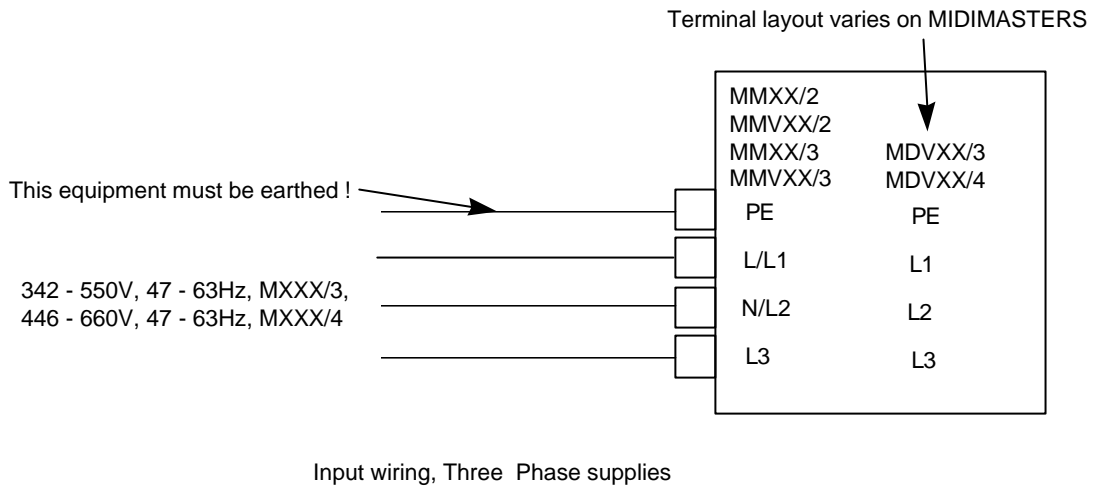 Terminal layout varies on MIDIMASTERS
MMXX/2
MMVXX/2
MMXX/3 MDVXX/3
MMVXX/3 MDVXX/4
This equipment must be earthed !
PE PE
L/L1 L1
342 - 550V, 47 - 63Hz, MXXX/3,
446 - 660V, 47 - 63Hz, MXXX/4
N/L2 L2
L3 L3
Input wiring, Three Phase supplies